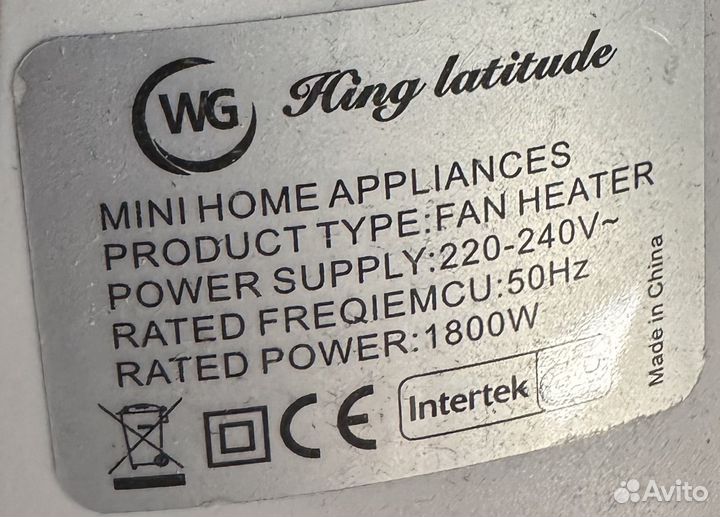 WG Hing latitude
MINI HOME APPLIANCES
PRODUCT TYPE:FAN HEATER
POWER SUPPLY:220-240V~
RATED FREQIEMCU:50Hz
RATED POWER:1800W
CE Intertek
Made in China
Avito